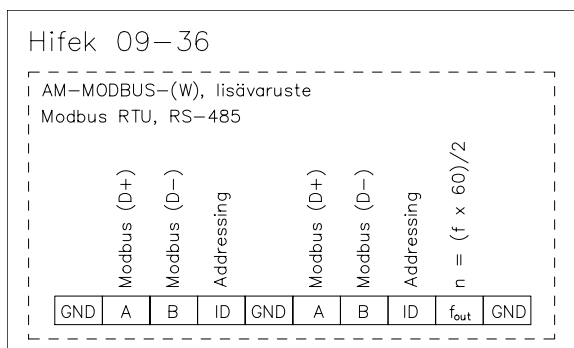 Hifek 09-36
AM-MODBUS-(W), lisävaruste
Modbus RTU, RS-485
Modbus (D+)
Modbus (D-)
Addressing
Modbus (D+)
Modbus (D-)
Addressing
n = (f x 60)/2
GND A B ID GND A B ID fout GND